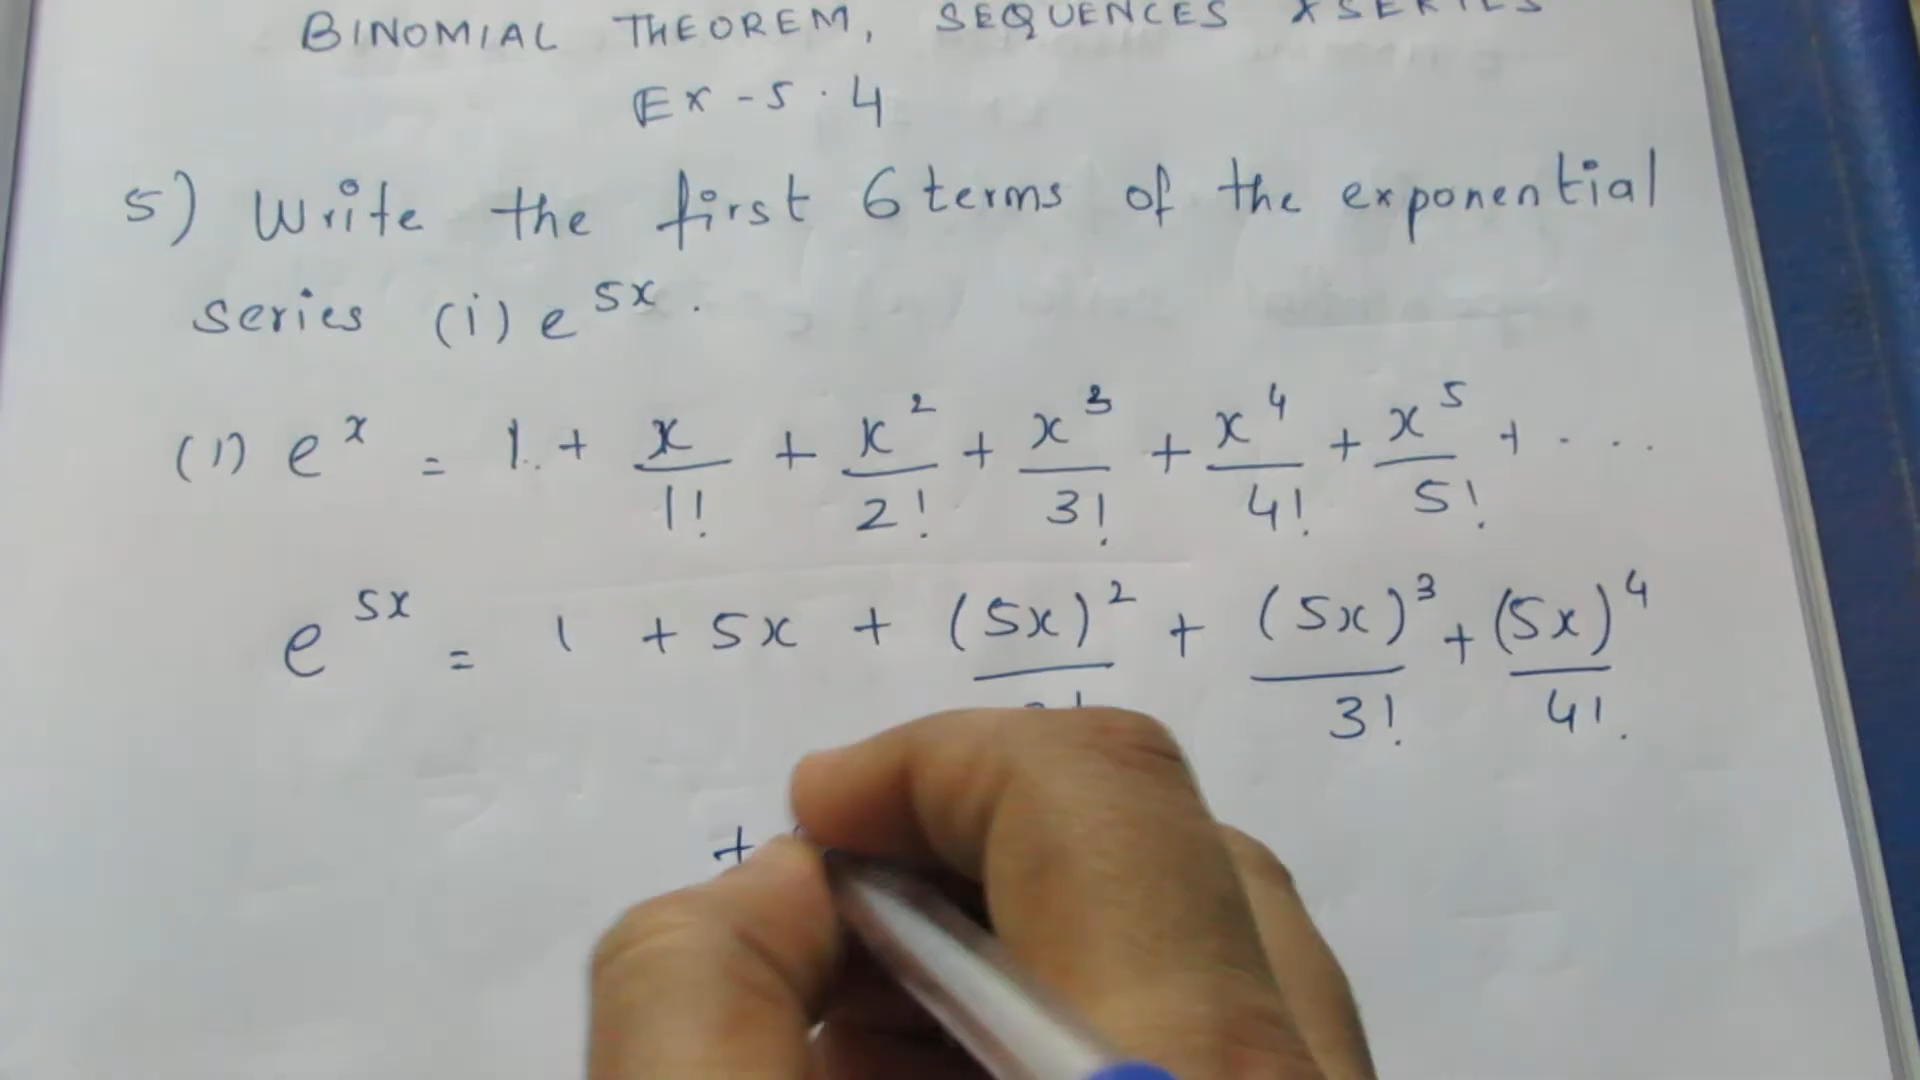 BINOMIAL THEOREM, SEQUENCES & SERIES
Ex - 5.4
5) Write the first 6 terms of the exponential
series (i) e^5x.
(1) e^x = 1 + x/1! + x^2/2! + x^3/3! + x^4/4! + x^5/5! + ....
e^5x = 1 + 5x + (5x)^2 + (5x)^3/3! + (5x)^4/4!
+